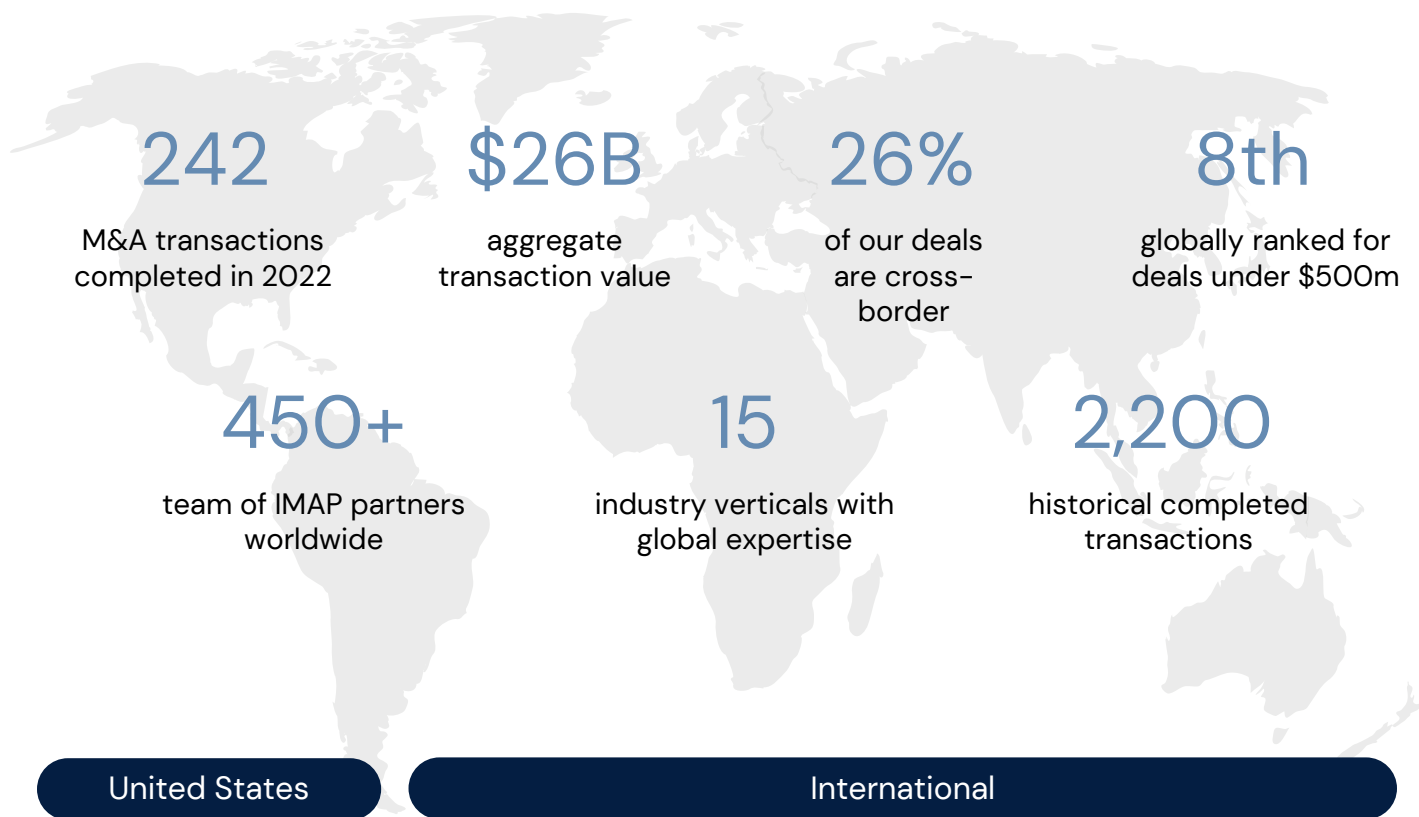 242
$26B
26%
8th
M&A transactions
completed in 2022
aggregate
transaction value
of our deals
are cross-
border
globally ranked for
deals under $500m
450+
15
2,200
team of IMAP partners
worldwide
industry verticals with
global expertise
historical completed
transactions
United States
International